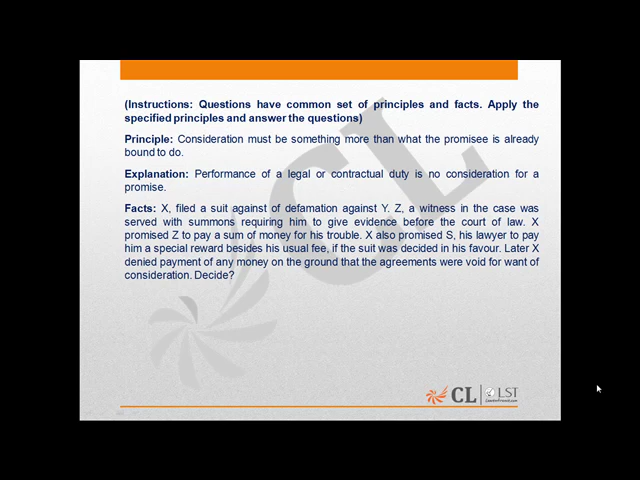 (Instructions: Questions have common set of principles and facts. Apply the
specified principles and answer the questions)
Principle: Consideration must be something more than what the promisee is already
bound to do.
Explanation: Performance of a legal or contractual duty is no consideration for a
promise.
Facts: X, filed a suit against of defamation against Y. Z, a witness in the case was
served with summons requiring him to give evidence before the court of law. X
promised Z to pay a sum of money for his trouble. X also promised S, his lawyer to pay
him a special reward besides his usual fee, if the suit was decided in his favour. Later X
denied payment of any money on the ground that the agreements were void for want of
consideration. Decide?
CL
CL LST